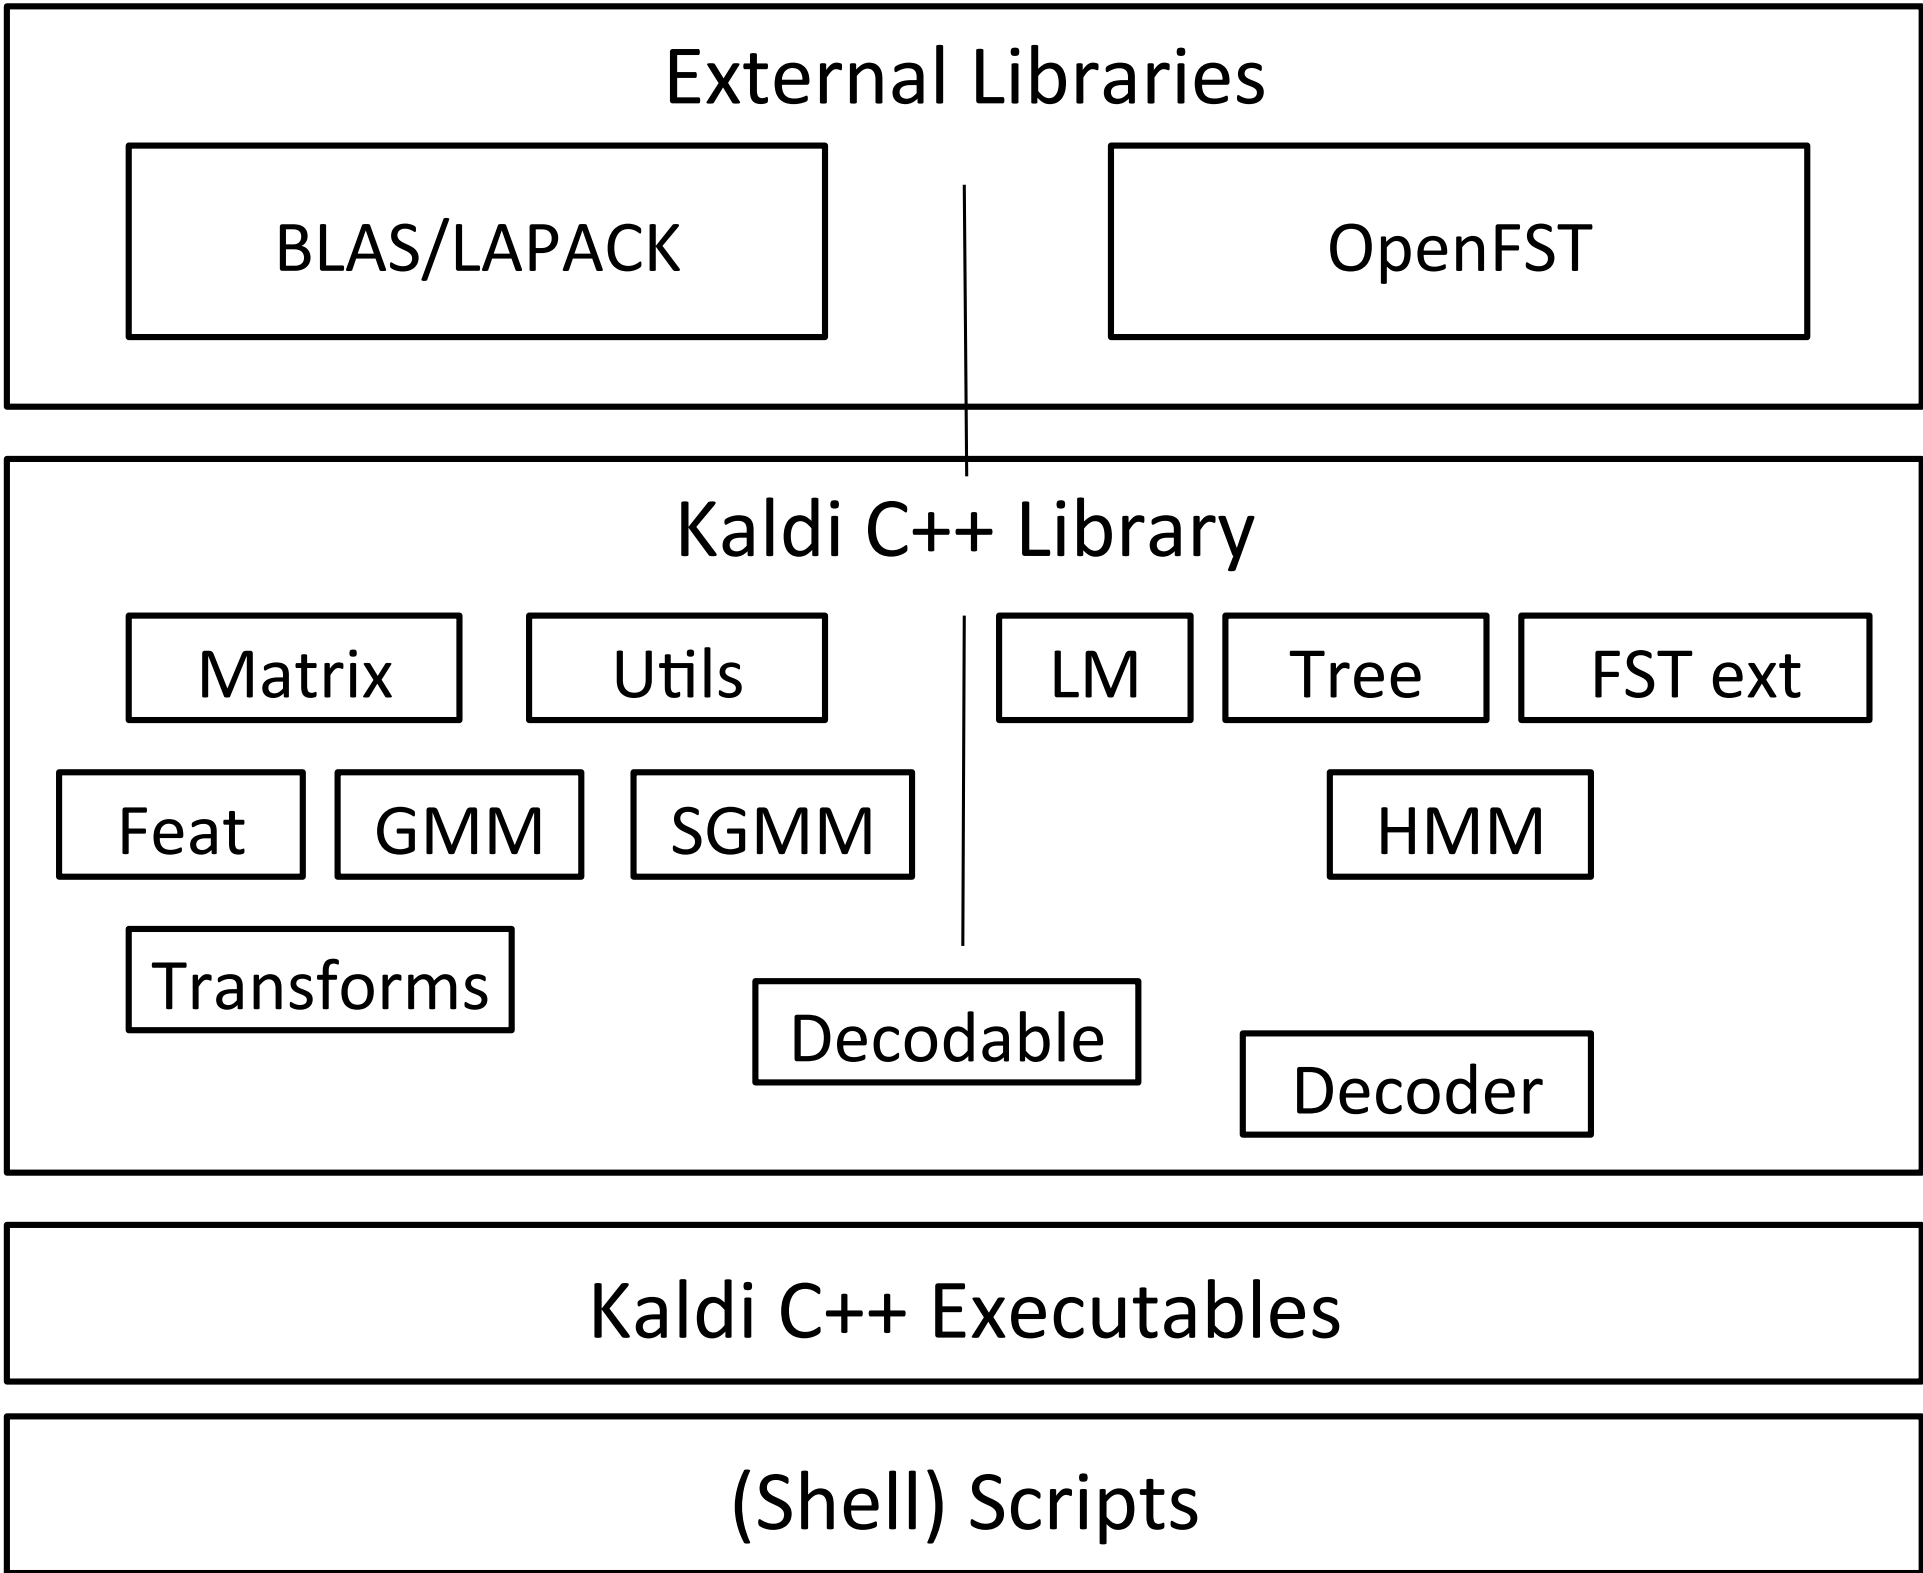 External Libraries
BLAS/LAPACK
OpenFST
Kaldi C++ Library
Matrix
Utils
LM
Tree
FST ext
Feat
GMM
SGMM
HMM
Transforms
Decodable
Decoder
Kaldi C++ Executables
(Shell) Scripts